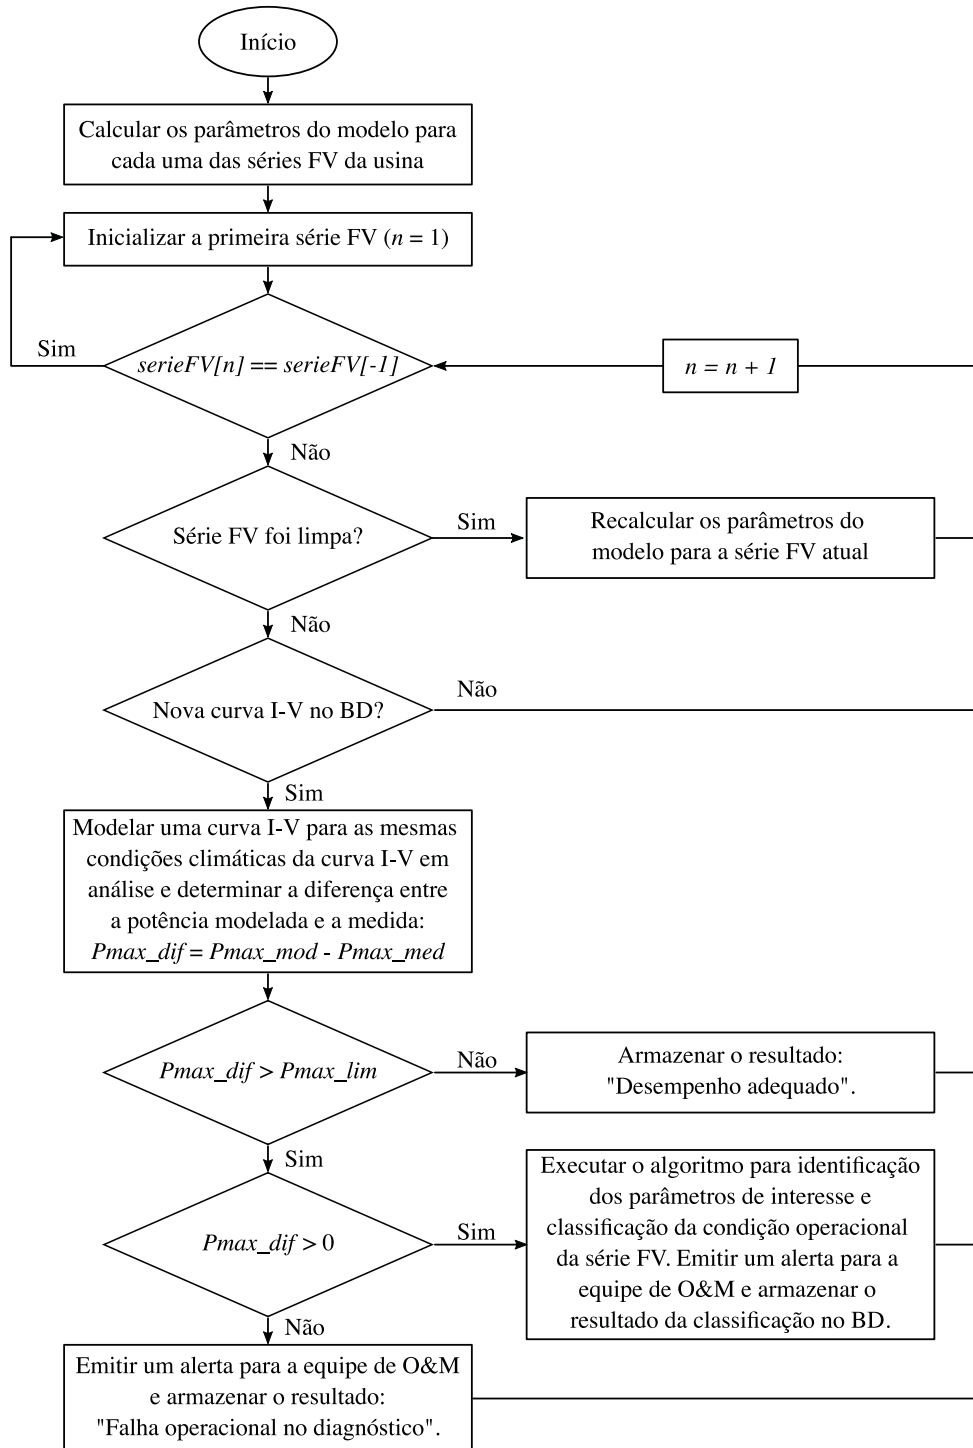 Início
Calcular os parâmetros do modelo para
cada uma das séries FV da usina
Inicializar a primeira série FV (n = 1)
Sim
serieFV[n] == serieFV[-1]
n = n + 1
Não
Série FV foi limpa?
Sim
Recalcular os parâmetros do
modelo para a série FV atual
Não
Nova curva I-V no BD?
Não
Sim
Modelar uma curva I-V para as mesmas
condições climáticas da curva I-V em
análise e determinar a diferença entre
a potência modelada e a medida:
Pmax_dif = Pmax_mod - Pmax_med
Pmax_dif > Pmax_lim
Não
Armazenar o resultado:
"Desempenho adequado".
Sim
Pmax_dif > 0
Sim
Executar o algoritmo para identificação
dos parâmetros de interesse e
classificação da condição operacional
da série FV. Emitir um alerta para a
equipe de O&M e armazenar o
resultado da classificação no BD.
Não
Emitir um alerta para a equipe de O&M
e armazenar o resultado:
"Falha operacional no diagnóstico".